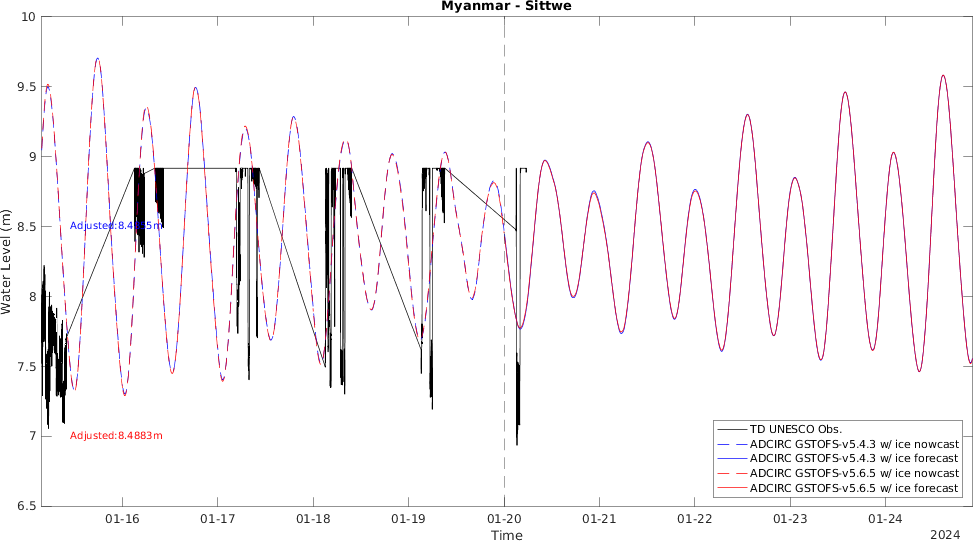 Myanmar - Sittwe
Water Level (m)
10
9.5
9
8.5
8
7.5
7
6.5
Adjusted:8.4883m
TD UNESCO Obs.
ADCIRC GSTOFS-v5.4.3 w/ ice nowcast
ADCIRC GSTOFS-v5.4.3 w/ ice forecast
ADCIRC GSTOFS-v5.6.5 w/ ice nowcast
ADCIRC GSTOFS-v5.6.5 w/ ice forecast
01-16 01-17 01-18 01-19 01-20 01-21 01-22 01-23 01-24
Time
2024